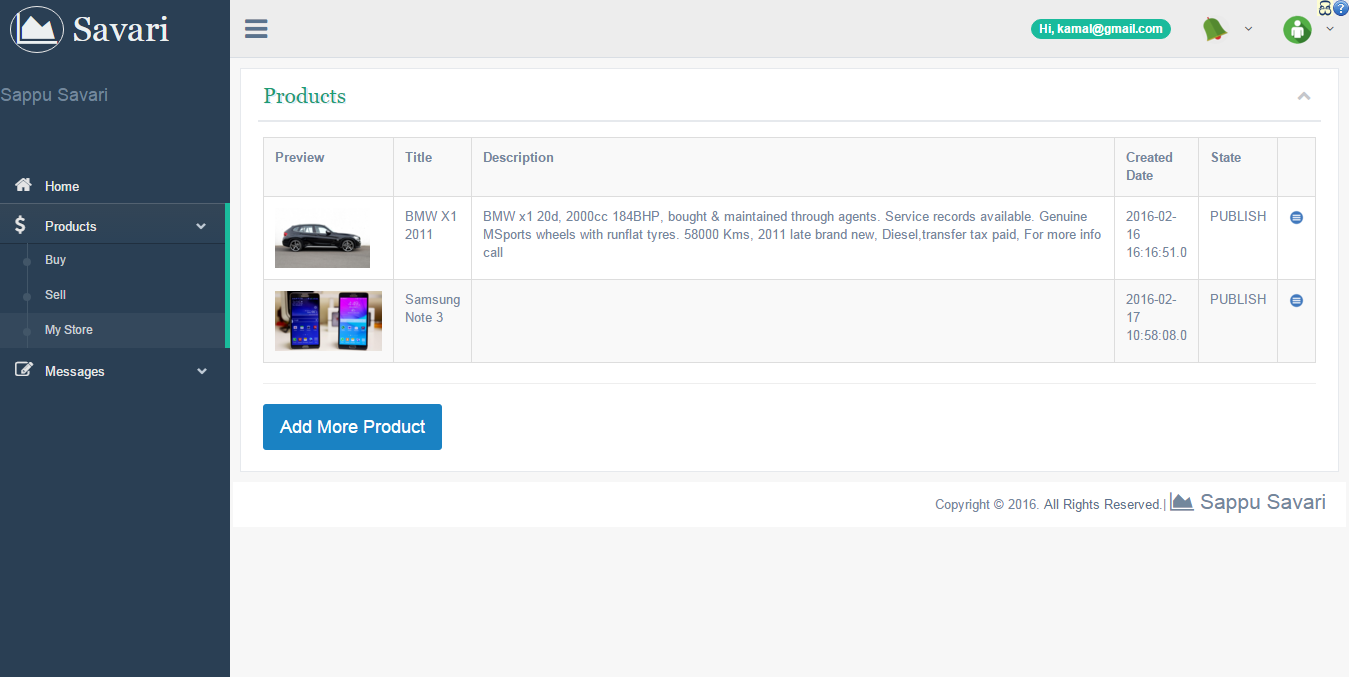 Savari
Hi, kamal@gmail.com
Sappu Savari
Home
Products
Buy
Sell
My Store
Messages
Products
Preview
Title
Description
Created
Date
State
BMW X1
2011
BMW x1 20d, 2000cc 184BHP, bought & maintained through agents. Service records available. Genuine
MSports wheels with runflat tyres. 58000 Kms, 2011 late brand new, Diesel,transfer tax paid, For more info
call
2016-02-
16
16:16:51.0
PUBLISH
Samsung
Note 3
2016-02-
17
10:58:08.0
PUBLISH
Add More Product
Copyright © 2016. All Rights Reserved.| Sappu Savari